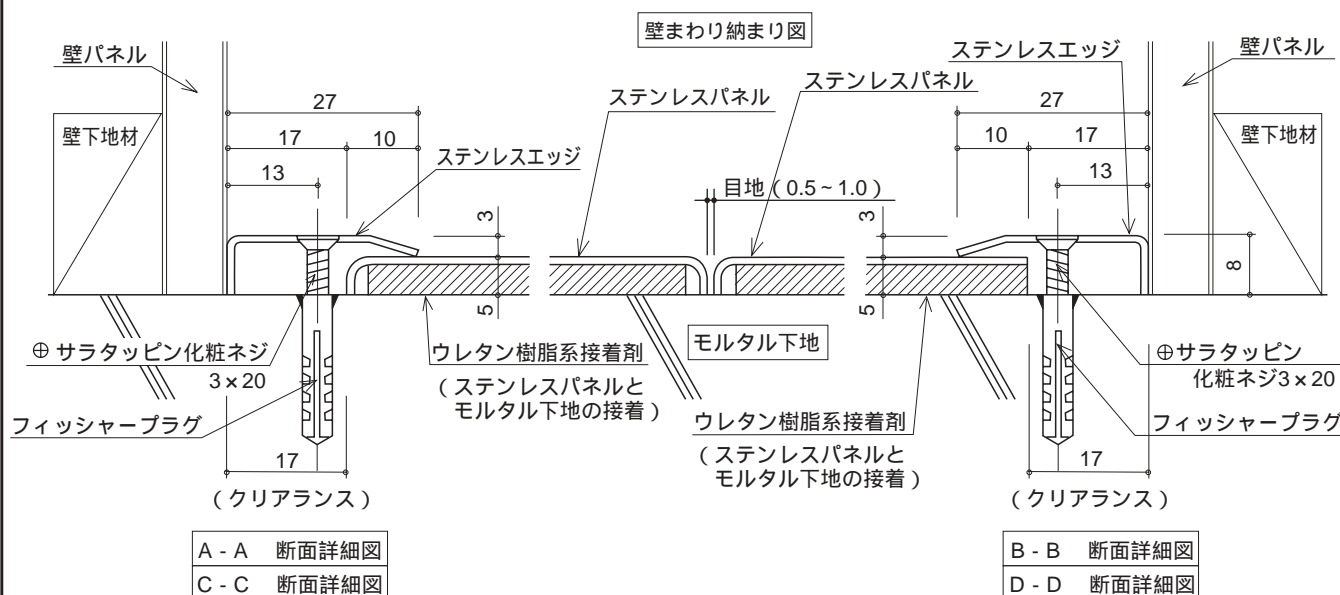 壁まわり納まり図
壁パネル
壁下地材
27
17
10
13
ステンレスエッジ
ステンレスパネル
目地（0.5~1.0）
ステンレスパネル
ステンレスエッジ
壁パネル
27
10
17
13
壁下地材
3
5
3
5
8
⊕ サラタッピン化粧ネジ
3×20
フィッシャープラグ
17
(クリアランス)
ウレタン樹脂系接着剤
(ステンレスパネルと
モルタル下地の接着)
モルタル下地
ウレタン樹脂系接着剤
(ステンレスパネルと
モルタル下地の接着)
⊕サラタッピン
化粧ネジ3×20
フィッシャープラグ
17
(クリアランス)
A - A 断面詳細図
C - C 断面詳細図
B - B 断面詳細図
D - D 断面詳細図